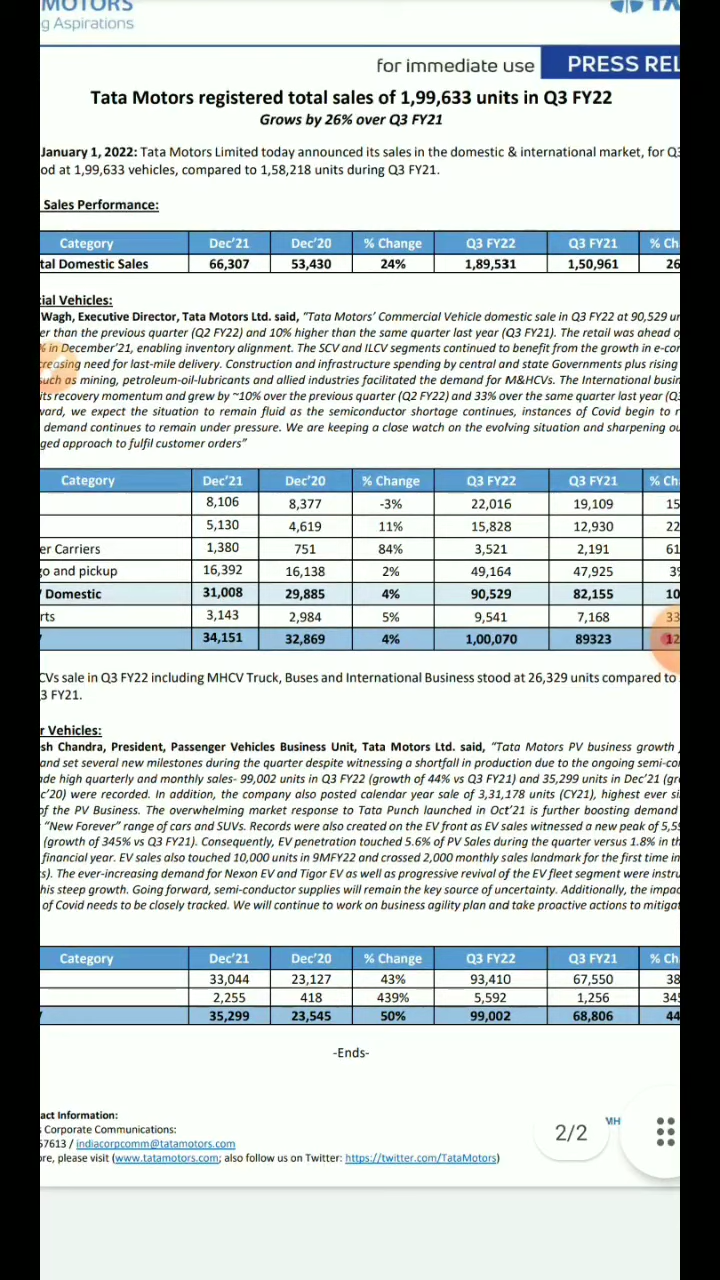 MOTORS
g Aspirations
TA
for immediate use PRESS REL
Tata Motors registered total sales of 1,99,633 units in Q3 FY22
Grows by 26% over Q3 FY21
January 1, 2022: Tata Motors Limited today announced its sales in the domestic & international market, for Q3
od at 1,99,633 vehicles, compared to 1,58,218 units during Q3 FY21.
Sales Performance:
Category Dec'21 Dec'20 % Change Q3 FY22 Q3 FY21 % Ch
tal Domestic Sales 66,307 53,430 24% 1,89,531 1,50,961 26
ial Vehicles:
Wagh, Executive Director, Tata Motors Ltd. said, "Tata Motors' Commercial Vehicle domestic sale in Q3 FY22 at 90,529 un
er than the previous quarter (Q2 FY22) and 10% higher than the same quarter last year (Q3 FY21). The retail was ahead o
% in December'21, enabling inventory alignment. The SCV and ILCV segments continued to benefit from the growth in e-con
creasing need for last-mile delivery. Construction and infrastructure spending by central and state Governments plus rising
such as mining, petroleum-oil-lubricants and allied industries facilitated the demand for M&HCVs. The International busin
its recovery momentum and grew by ~10% over the previous quarter (Q2 FY22) and 33% over the same quarter last year (Q3
vard, we expect the situation to remain fluid as the semiconductor shortage continues, instances of Covid begin to r
demand continues to remain under pressure. We are keeping a close watch on the evolving situation and sharpening ou
ged approach to fulfil customer orders"
Category Dec'21 Dec'20 % Change Q3 FY22 Q3 FY21 % Ch
8,106 8,377 -3% 22,016 19,109 15
5,130 4,619 11% 15,828 12,930 22
er Carriers 1,380 751 84% 3,521 2,191 61
go and pickup 16,392 16,138 2% 49,164 47,925 3%
Domestic 31,008 29,885 4% 90,529 82,155 10
rts 3,143 2,984 5% 9,541 7,168 33
34,151 32,869 4% 1,00,070 89323 12
CVs sale in Q3 FY22 including MHCV Truck, Buses and International Business stood at 26,329 units compared to
3 FY21.
r Vehicles:
sh Chandra, President, Passenger Vehicles Business Unit, Tata Motors Ltd. said, "Tata Motors PV business growth
and set several new milestones during the quarter despite witnessing a shortfall in production due to the ongoing semi-co
de high quarterly and monthly sales- 99,002 units in Q3 FY22 (growth of 44% vs Q3 FY21) and 35,299 units in Dec'21 (gr
c'20) were recorded. In addition, the company also posted calendar year sale of 3,31,178 units (CY21), highest ever si
of the PV Business. The overwhelming market response to Tata Punch launched in Oct'21 is further boosting demand
"New Forever" range of cars and SUVs. Records were also created on the EV front as EV sales witnessed a new peak of 5,59
(growth of 345% vs Q3 FY21). Consequently, EV penetration touched 5.6% of PV Sales during the quarter versus 1.8% in th
financial year. EV sales also touched 10,000 units in 9MFY22 and crossed 2,000 monthly sales landmark for the first time in
s). The ever-increasing demand for Nexon EV and Tigor EV as well as progressive revival of the EV fleet segment were instru
his steep growth. Going forward, semi-conductor supplies will remain the key source of uncertainty. Additionally, the impac
of Covid needs to be closely tracked. We will continue to work on business agility plan and take proactive actions to mitigat
Category Dec'21 Dec'20 % Change Q3 FY22 Q3 FY21 % Ch
33,044 23,127 43% 93,410 67,550 38
2,255 418 439% 5,592 1,256 345
35,299 23,545 50% 99,002 68,806 44
-Ends-
act Information:
Corporate Communications:
57613 / indiacorpcomm@tatamotors.com
ore, please visit (www.tatamotors.com; also follow us on Twitter: https://twitter.com/TataMotors)
2/2
MH